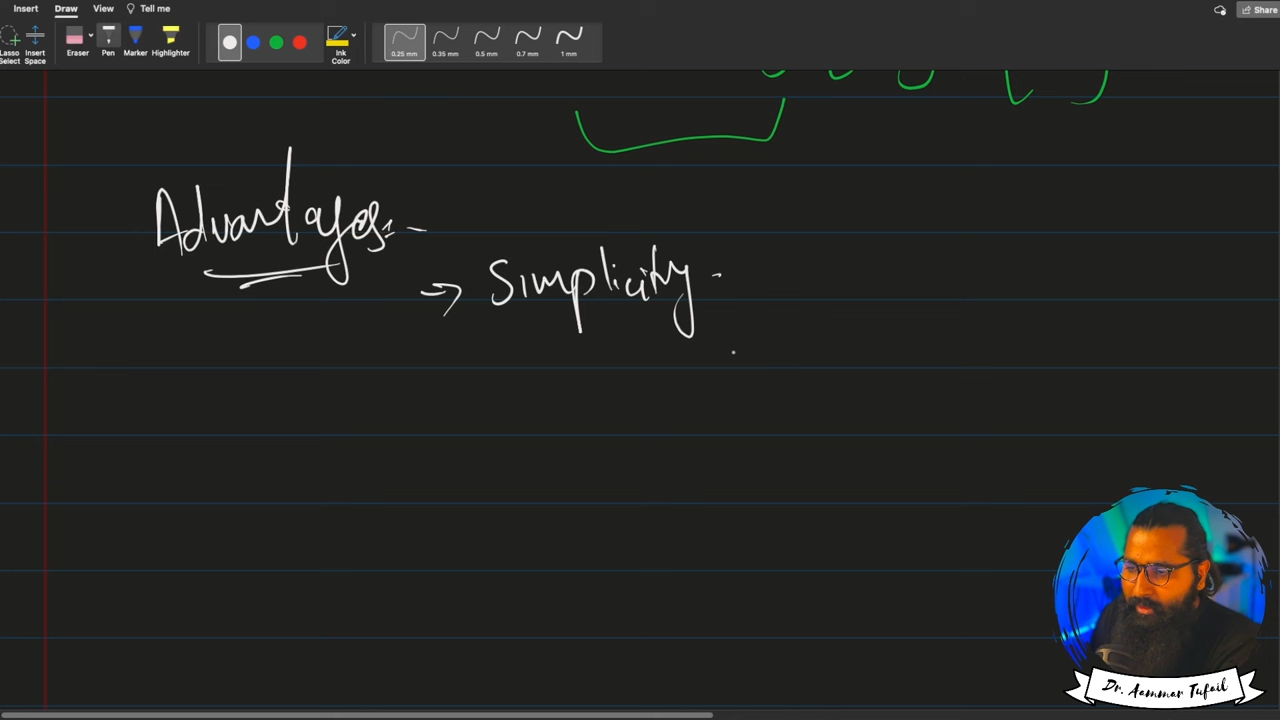 Insert Draw View Tell me
Share
Lasso Select
Insert Space
Eraser
Pen
Marker
Highlighter
Ink Color
0.25 mm
0.35 mm
0.5 mm
0.7 mm
1 mm
Advantages:-
→ Simplicity -
Dr. Aammar Tufail